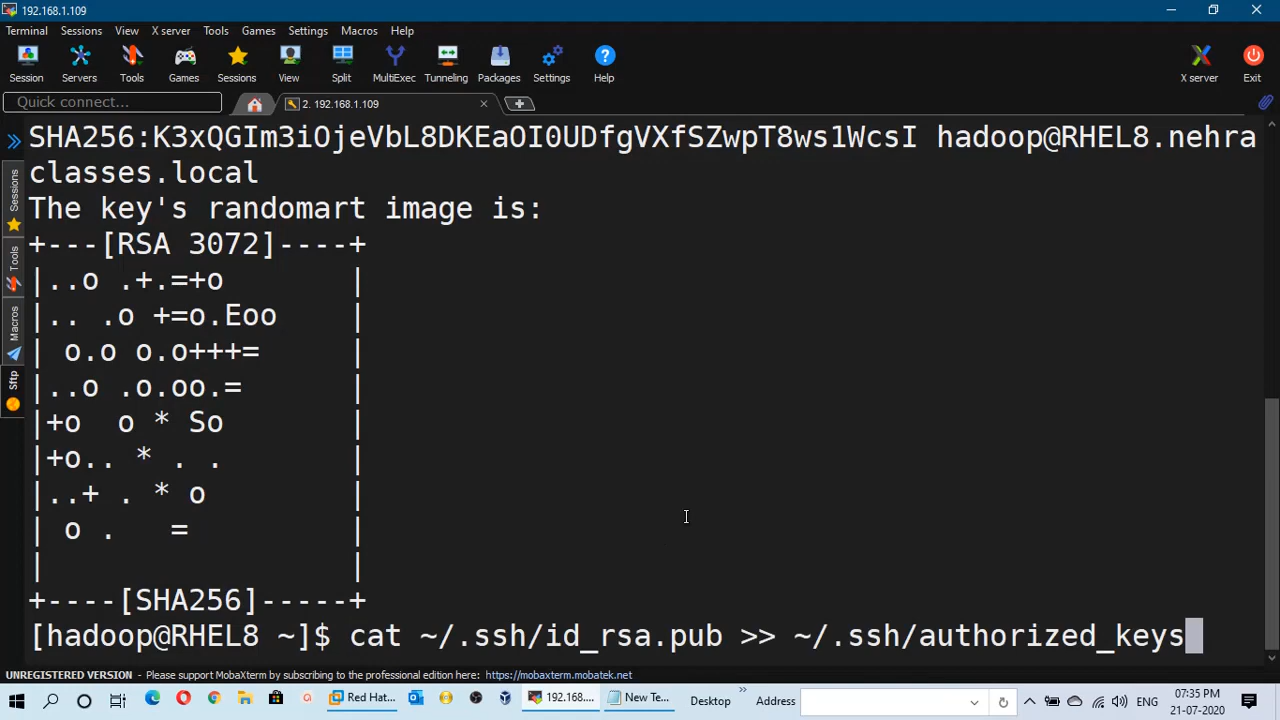 192.168.1.109
Terminal Sessions View X server Tools Games Settings Macros Help
Session Servers Tools Games Sessions View Split MultiExec Tunneling Packages Settings Help X server Exit
Quick connect... 2. 192.168.1.109
Sessions
Tools
Macros
Sftp
SHA256:K3xQGIm3iOjeVbL8DKEaOI0UDfgVXfSZwpT8ws1WcsI hadoop@RHEL8.nehra
classes.local
The key's randomart image is:
+---[RSA 3072]----+
|..o .+.=+o       |
|.. .o +=o.Eoo    |
| o.o o.o+++=     |
|..o .o.oo.=      |
|+o  o * So       |
|+o.. * . .       |
|..+ . * o        |
| o .   =         |
|                 |
+----[SHA256]-----+
[hadoop@RHEL8 ~]$ cat ~/.ssh/id_rsa.pub >> ~/.ssh/authorized_keys
UNREGISTERED VERSION - Please support MobaXterm by subscribing to the professional edition here: https://mobaxterm.mobatek.net
Red Hat... 192.168.... New Te... Desktop Address ENG 07:35 PM
21-07-2020